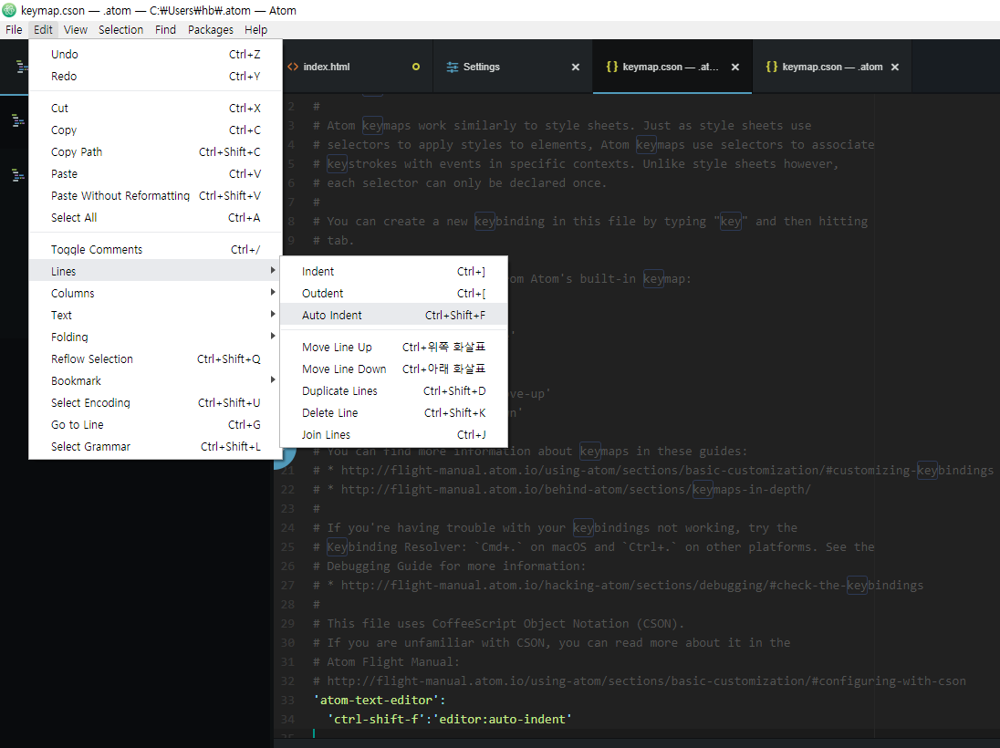 keymap.cson — .atom — C:₩Users₩hb₩.atom — Atom
File Edit View Selection Find Packages Help
index.html
Settings
keymap.cson — .at...
keymap.cson — .atom
Undo Ctrl+Z
Redo Ctrl+Y
Cut Ctrl+X
Copy Ctrl+C
Copy Path Ctrl+Shift+C
Paste Ctrl+V
Paste Without Reformatting Ctrl+Shift+V
Select All Ctrl+A
Toggle Comments Ctrl+/
Lines
Columns
Text
Folding
Reflow Selection Ctrl+Shift+Q
Bookmark
Select Encoding Ctrl+Shift+U
Go to Line Ctrl+G
Select Grammar Ctrl+Shift+L
Indent Ctrl+]
Outdent Ctrl+[
Auto Indent Ctrl+Shift+F
Move Line Up Ctrl+위쪽 화살표
Move Line Down Ctrl+아래 화살표
Duplicate Lines Ctrl+Shift+D
Delete Line Ctrl+Shift+K
Join Lines Ctrl+J
2 #
3 # Atom keymaps work similarly to style sheets. Just as style sheets use
4 # selectors to apply styles to elements, Atom keymaps use selectors to associate
5 # keystrokes with events in specific contexts. Unlike style sheets however,
6 # each selector can only be declared once.
7 #
8 # You can create a new keybinding in this file by typing "key" and then hitting
9 # tab.
om Atom's built-in keymap:
'
ve-up'
n'
# You can find more information about keymaps in these guides:
21 # * http://flight-manual.atom.io/using-atom/sections/basic-customization/#customizing-keybindings
22 # * http://flight-manual.atom.io/behind-atom/sections/keymaps-in-depth/
23 #
24 # If you're having trouble with your keybindings not working, try the
25 # Keybinding Resolver: `Cmd+.` on macOS and `Ctrl+.` on other platforms. See the
26 # Debugging Guide for more information:
27 # * http://flight-manual.atom.io/hacking-atom/sections/debugging/#check-the-keybindings
28 #
29 # This file uses CoffeeScript Object Notation (CSON).
30 # If you are unfamiliar with CSON, you can read more about it in the
31 # Atom Flight Manual:
32 # http://flight-manual.atom.io/using-atom/sections/basic-customization/#configuring-with-cson
33 'atom-text-editor':
34 'ctrl-shift-f':'editor:auto-indent'
35